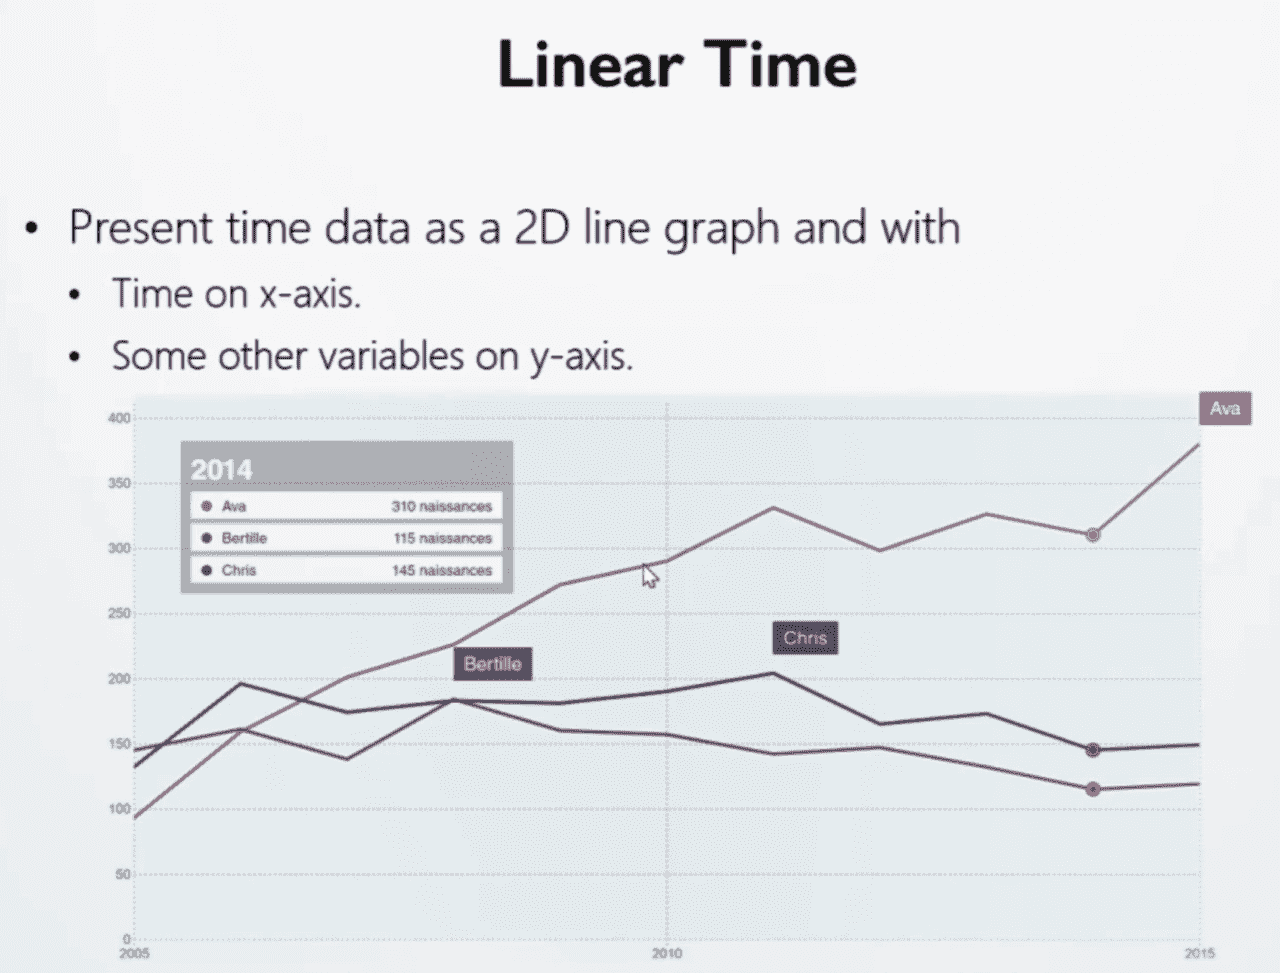 Linear Time
• Present time data as a 2D line graph and with
• Time on x-axis.
• Some other variables on y-axis.
Ava
400
2014
350
Ava 310 naissances
Bertille 115 naissances
300
Chris 145 naissances
250
Chris
Bertille
200
150
100
50
0
2005 2010 2015